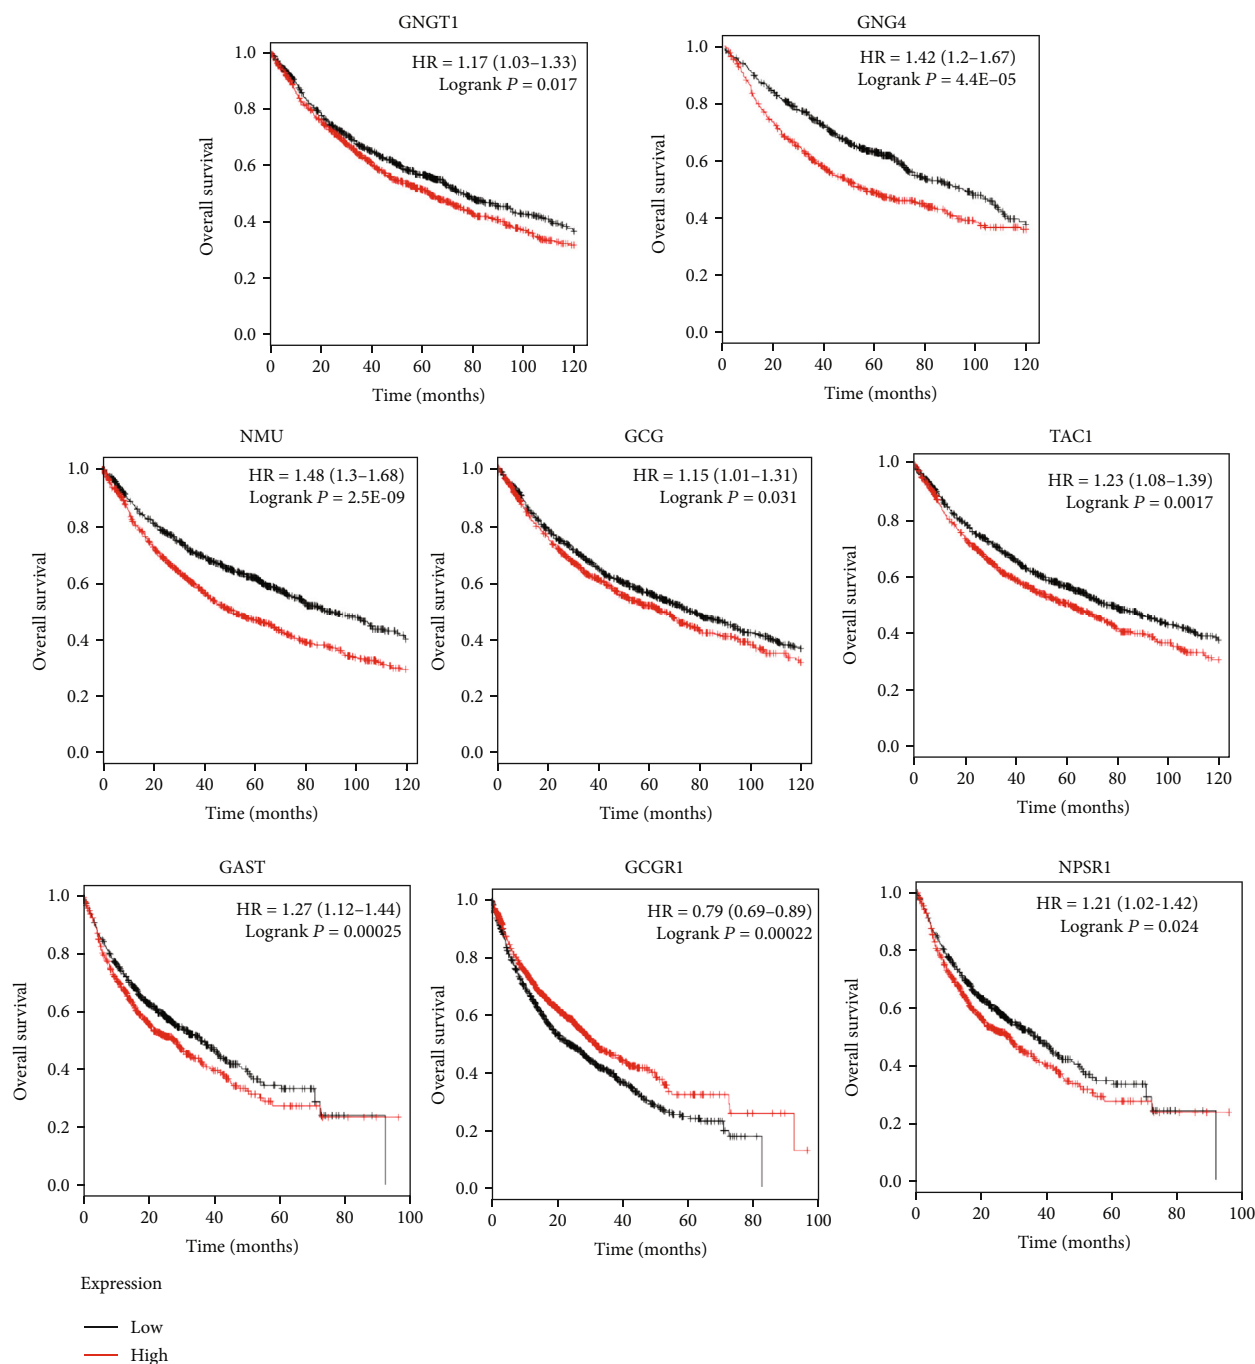 GNGT1
HR = 1.17 (1.03–1.33)
Logrank P = 0.017
1.0
0.8
0.6
0.4
0.2
0.0
Overall survival
0 20 40 60 80 100 120
Time (months)
GNG4
HR = 1.42 (1.2–1.67)
Logrank P = 4.4E–05
1.0
0.8
0.6
0.4
0.2
0.0
Overall survival
0 20 40 60 80 100 120
Time (months)
NMU
HR = 1.48 (1.3–1.68)
Logrank P = 2.5E-09
1.0
0.8
0.6
0.4
0.2
0.0
Overall survival
0 20 40 60 80 100 120
Time (months)
GCG
HR = 1.15 (1.01–1.31)
Logrank P = 0.031
1.0
0.8
0.6
0.4
0.2
0.0
Overall survival
0 20 40 60 80 100 120
Time (months)
TAC1
HR = 1.23 (1.08–1.39)
Logrank P = 0.0017
1.0
0.8
0.6
0.4
0.2
0.0
Overall survival
0 20 40 60 80 100 120
Time (months)
GAST
HR = 1.27 (1.12–1.44)
Logrank P = 0.00025
1.0
0.8
0.6
0.4
0.2
0.0
Overall survival
0 20 40 60 80 100
Time (months)
GCGR1
HR = 0.79 (0.69–0.89)
Logrank P = 0.00022
1.0
0.8
0.6
0.4
0.2
0.0
Overall survival
0 20 40 60 80 100
Time (months)
NPSR1
HR = 1.21 (1.02-1.42)
Logrank P = 0.024
1.0
0.8
0.6
0.4
0.2
0.0
Overall survival
0 20 40 60 80 100
Time (months)
Expression
Low
High